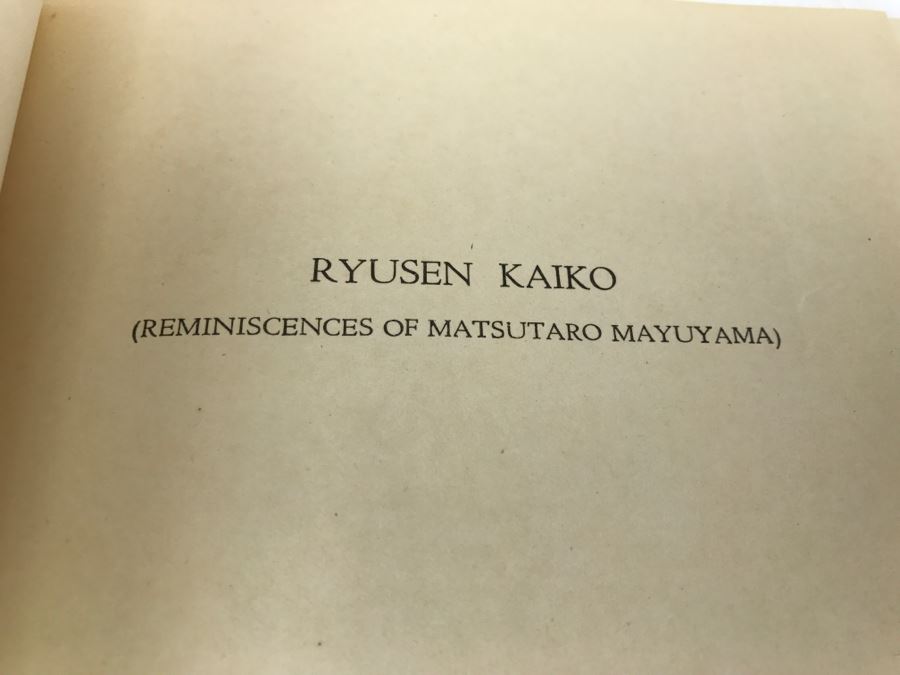 RYUSEN KAIKO
(REMINISCENCES OF MATSUTARO MAYUYAMA)